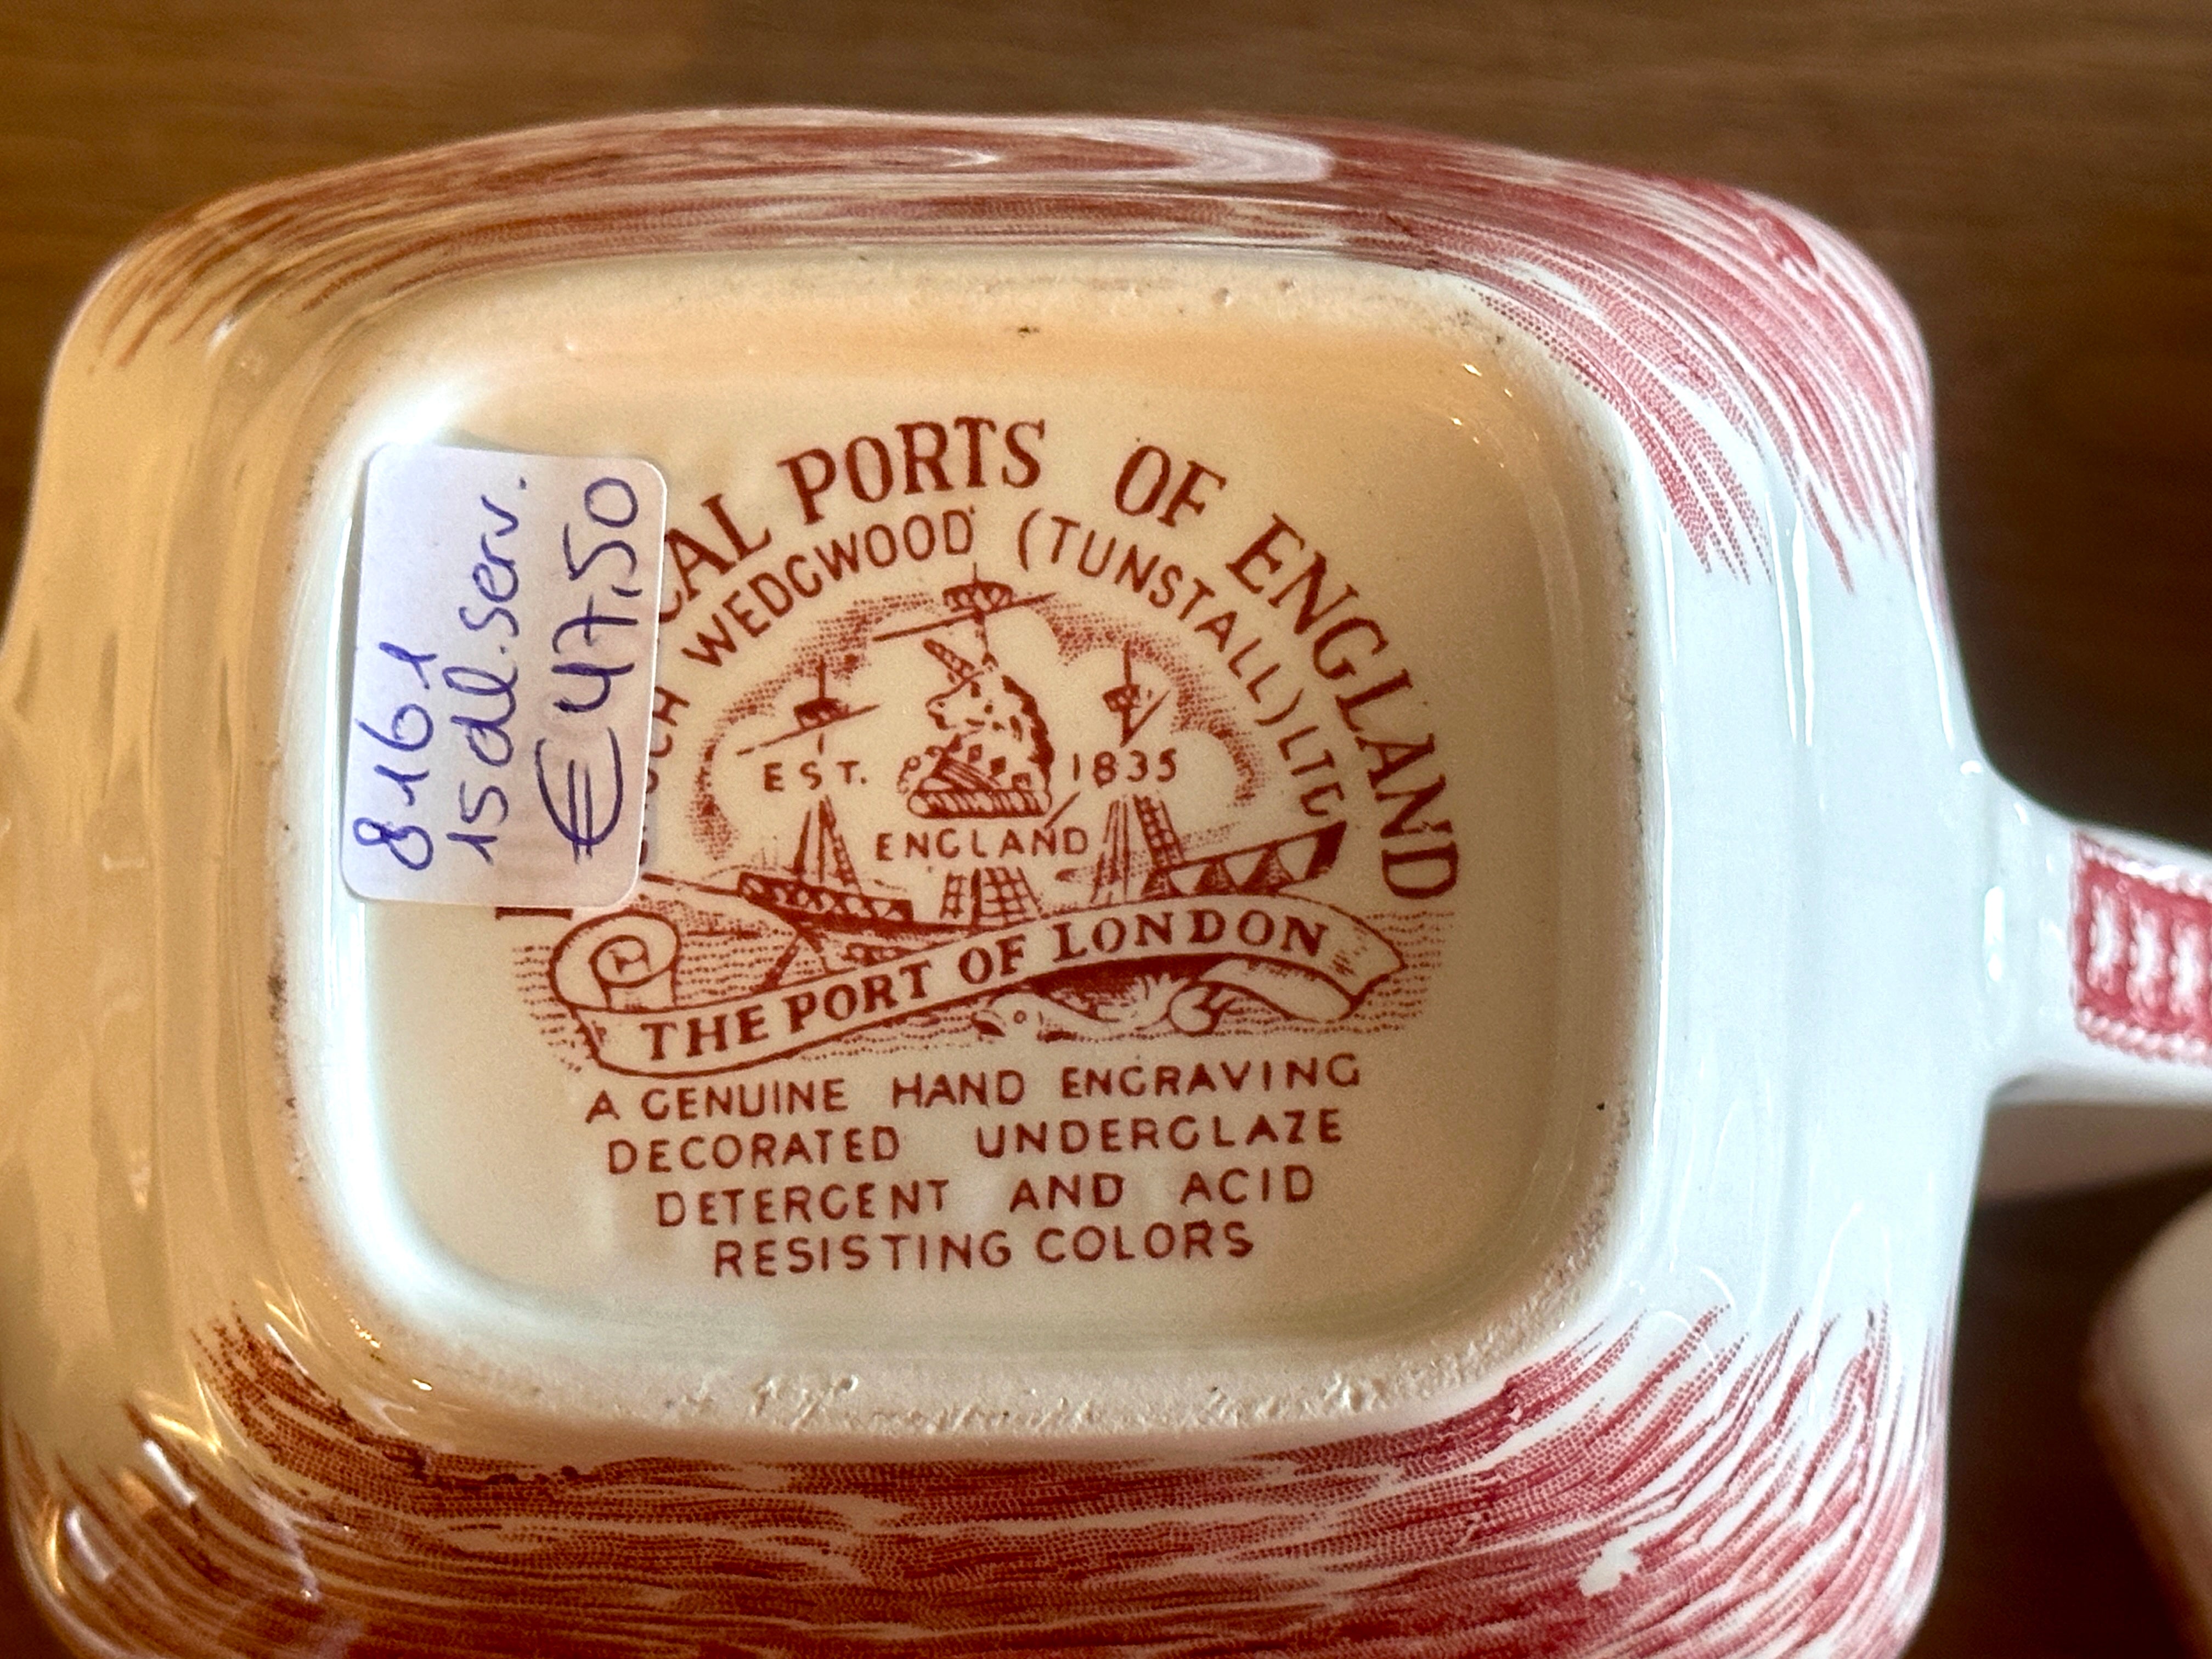 8161
15 dl. serv.
€ 47,50
CAL PORTS OF ENGLAND
OCH WEDGWOOD (TUNSTALL) LTD
EST. 1835
ENGLAND
THE PORT OF LONDON
A GENUINE HAND ENGRAVING
DECORATED UNDERGLAZE
DETERGENT AND ACID
RESISTING COLORS